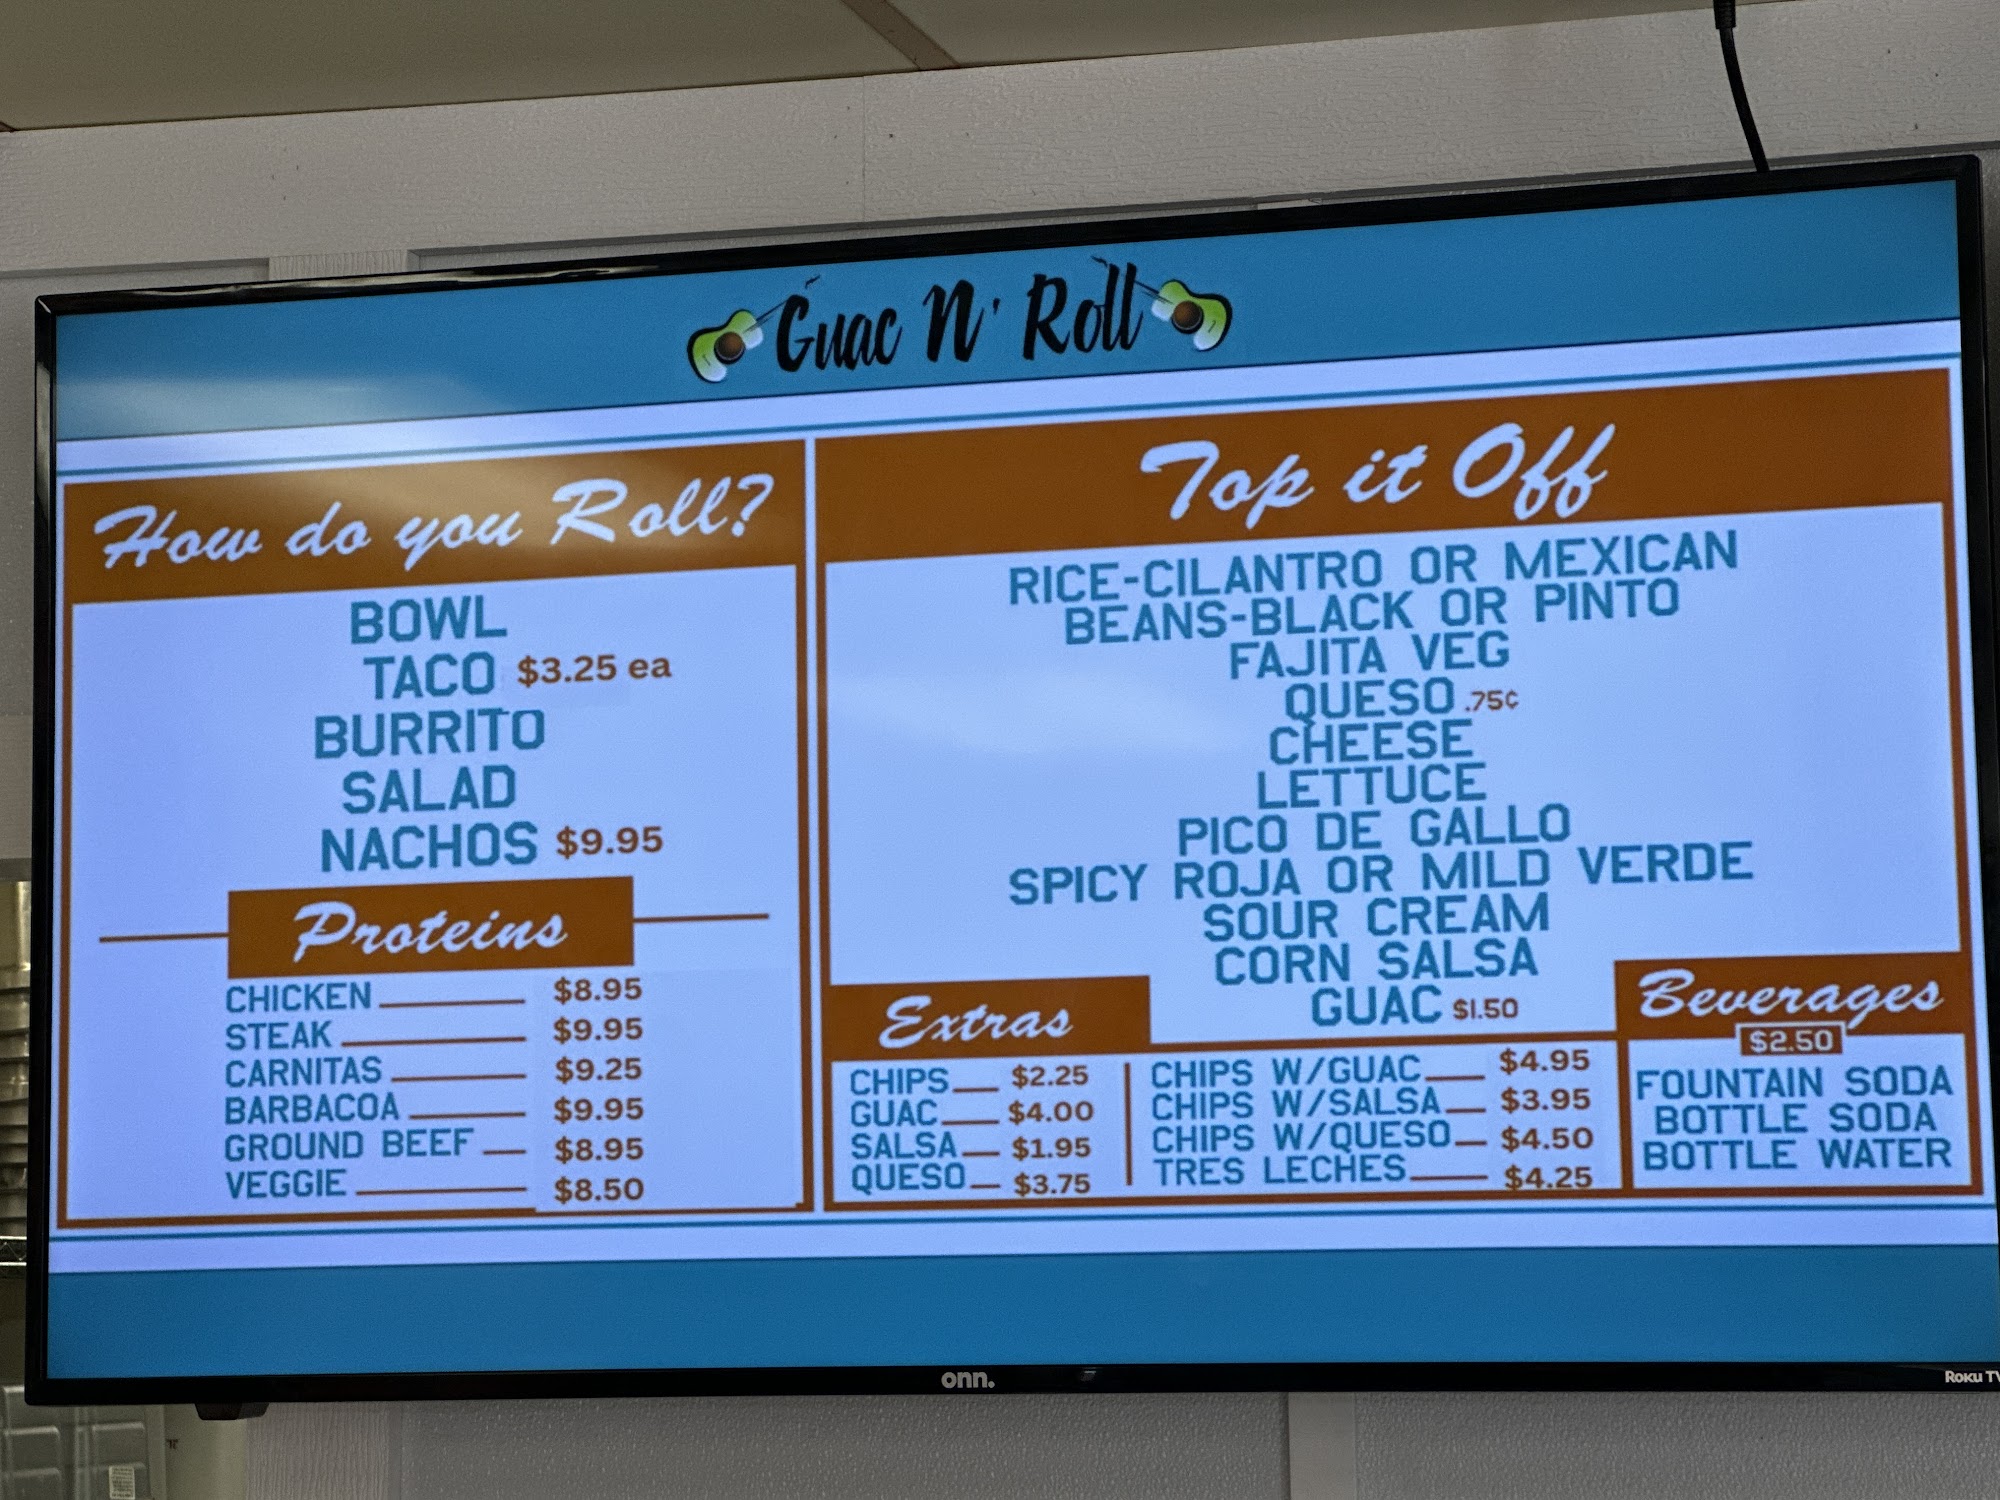 Guac N' Roll
How do you Roll?
BOWL
TACO $3.25 ea
BURRITO
SALAD
NACHOS $9.95
Proteins
CHICKEN $8.95
STEAK $9.95
CARNITAS $9.25
BARBACOA $9.95
GROUND BEEF $8.95
VEGGIE $8.50
Top it Off
RICE-CILANTRO OR MEXICAN
BEANS-BLACK OR PINTO
FAJITA VEG
QUESO .75¢
CHEESE
LETTUCE
PICO DE GALLO
SPICY ROJA OR MILD VERDE
SOUR CREAM
CORN SALSA
GUAC $1.50
Extras
CHIPS $2.25
GUAC $4.00
SALSA $1.95
QUESO $3.75
CHIPS W/GUAC $4.95
CHIPS W/SALSA $3.95
CHIPS W/QUESO $4.50
TRES LECHES $4.25
Beverages
$2.50
FOUNTAIN SODA
BOTTLE SODA
BOTTLE WATER
onn.
Roku TV